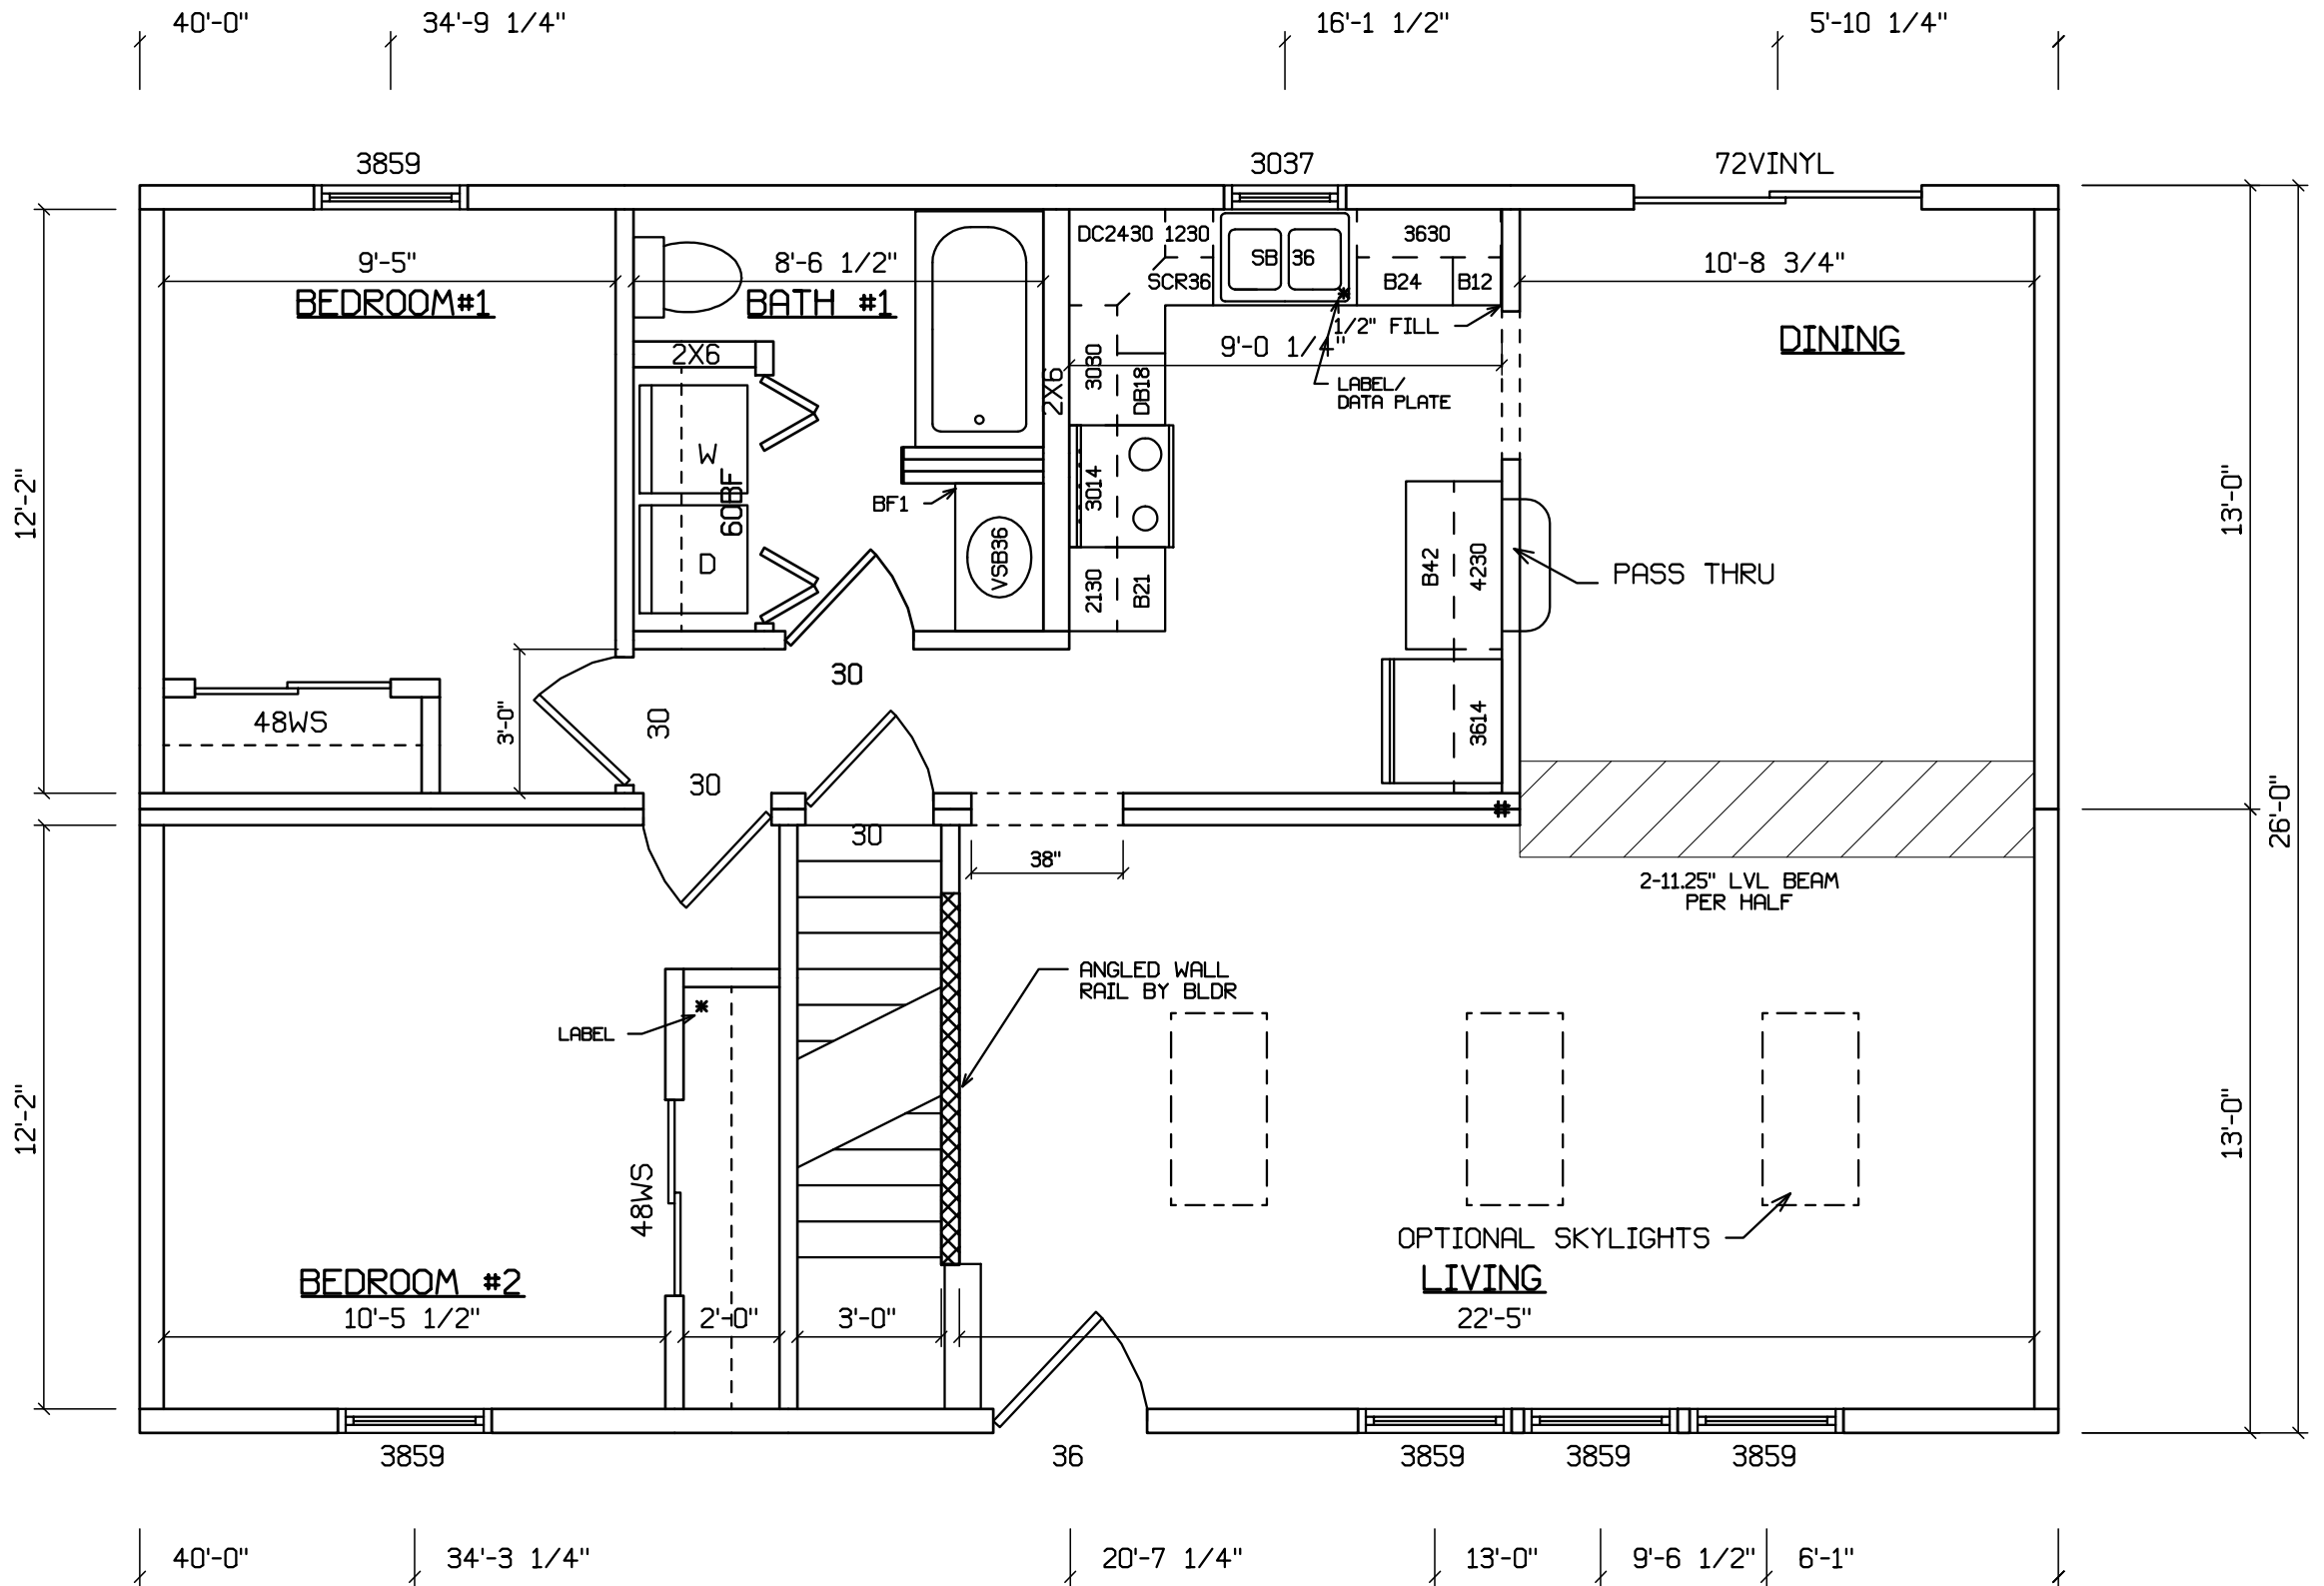 40'-0" 34'-9 1/4" 16'-1 1/2" 5'-10 1/4"
3859 3037 72VINYL
DC2430 1230 SB 36 3630
SCR36 B24 B12
9'-5" 8'-6 1/2" 10'-8 3/4"
BEDROOM#1 BATH #1
1/2" FILL
DINING
9'-0 1/4"
2X6
2X6
3030
DB18
LABEL/
DATA PLATE
W
60BF
D
BF1
3014
VSB36
2130
B21
B42
4230
PASS THRU
12'-2"
13'-0"
30
3'-0"
30
48WS
3614
30
30
26'-0"
38"
2-11.25" LVL BEAM
PER HALF
ANGLED WALL
RAIL BY BLDR
LABEL
12'-2"
13'-0"
48WS
OPTIONAL SKYLIGHTS
BEDROOM #2
LIVING
10'-5 1/2" 2'-0" 3'-0" 22'-5"
3859 36 3859 3859 3859
40'-0" 34'-3 1/4" 20'-7 1/4" 13'-0" 9'-6 1/2" 6'-1"